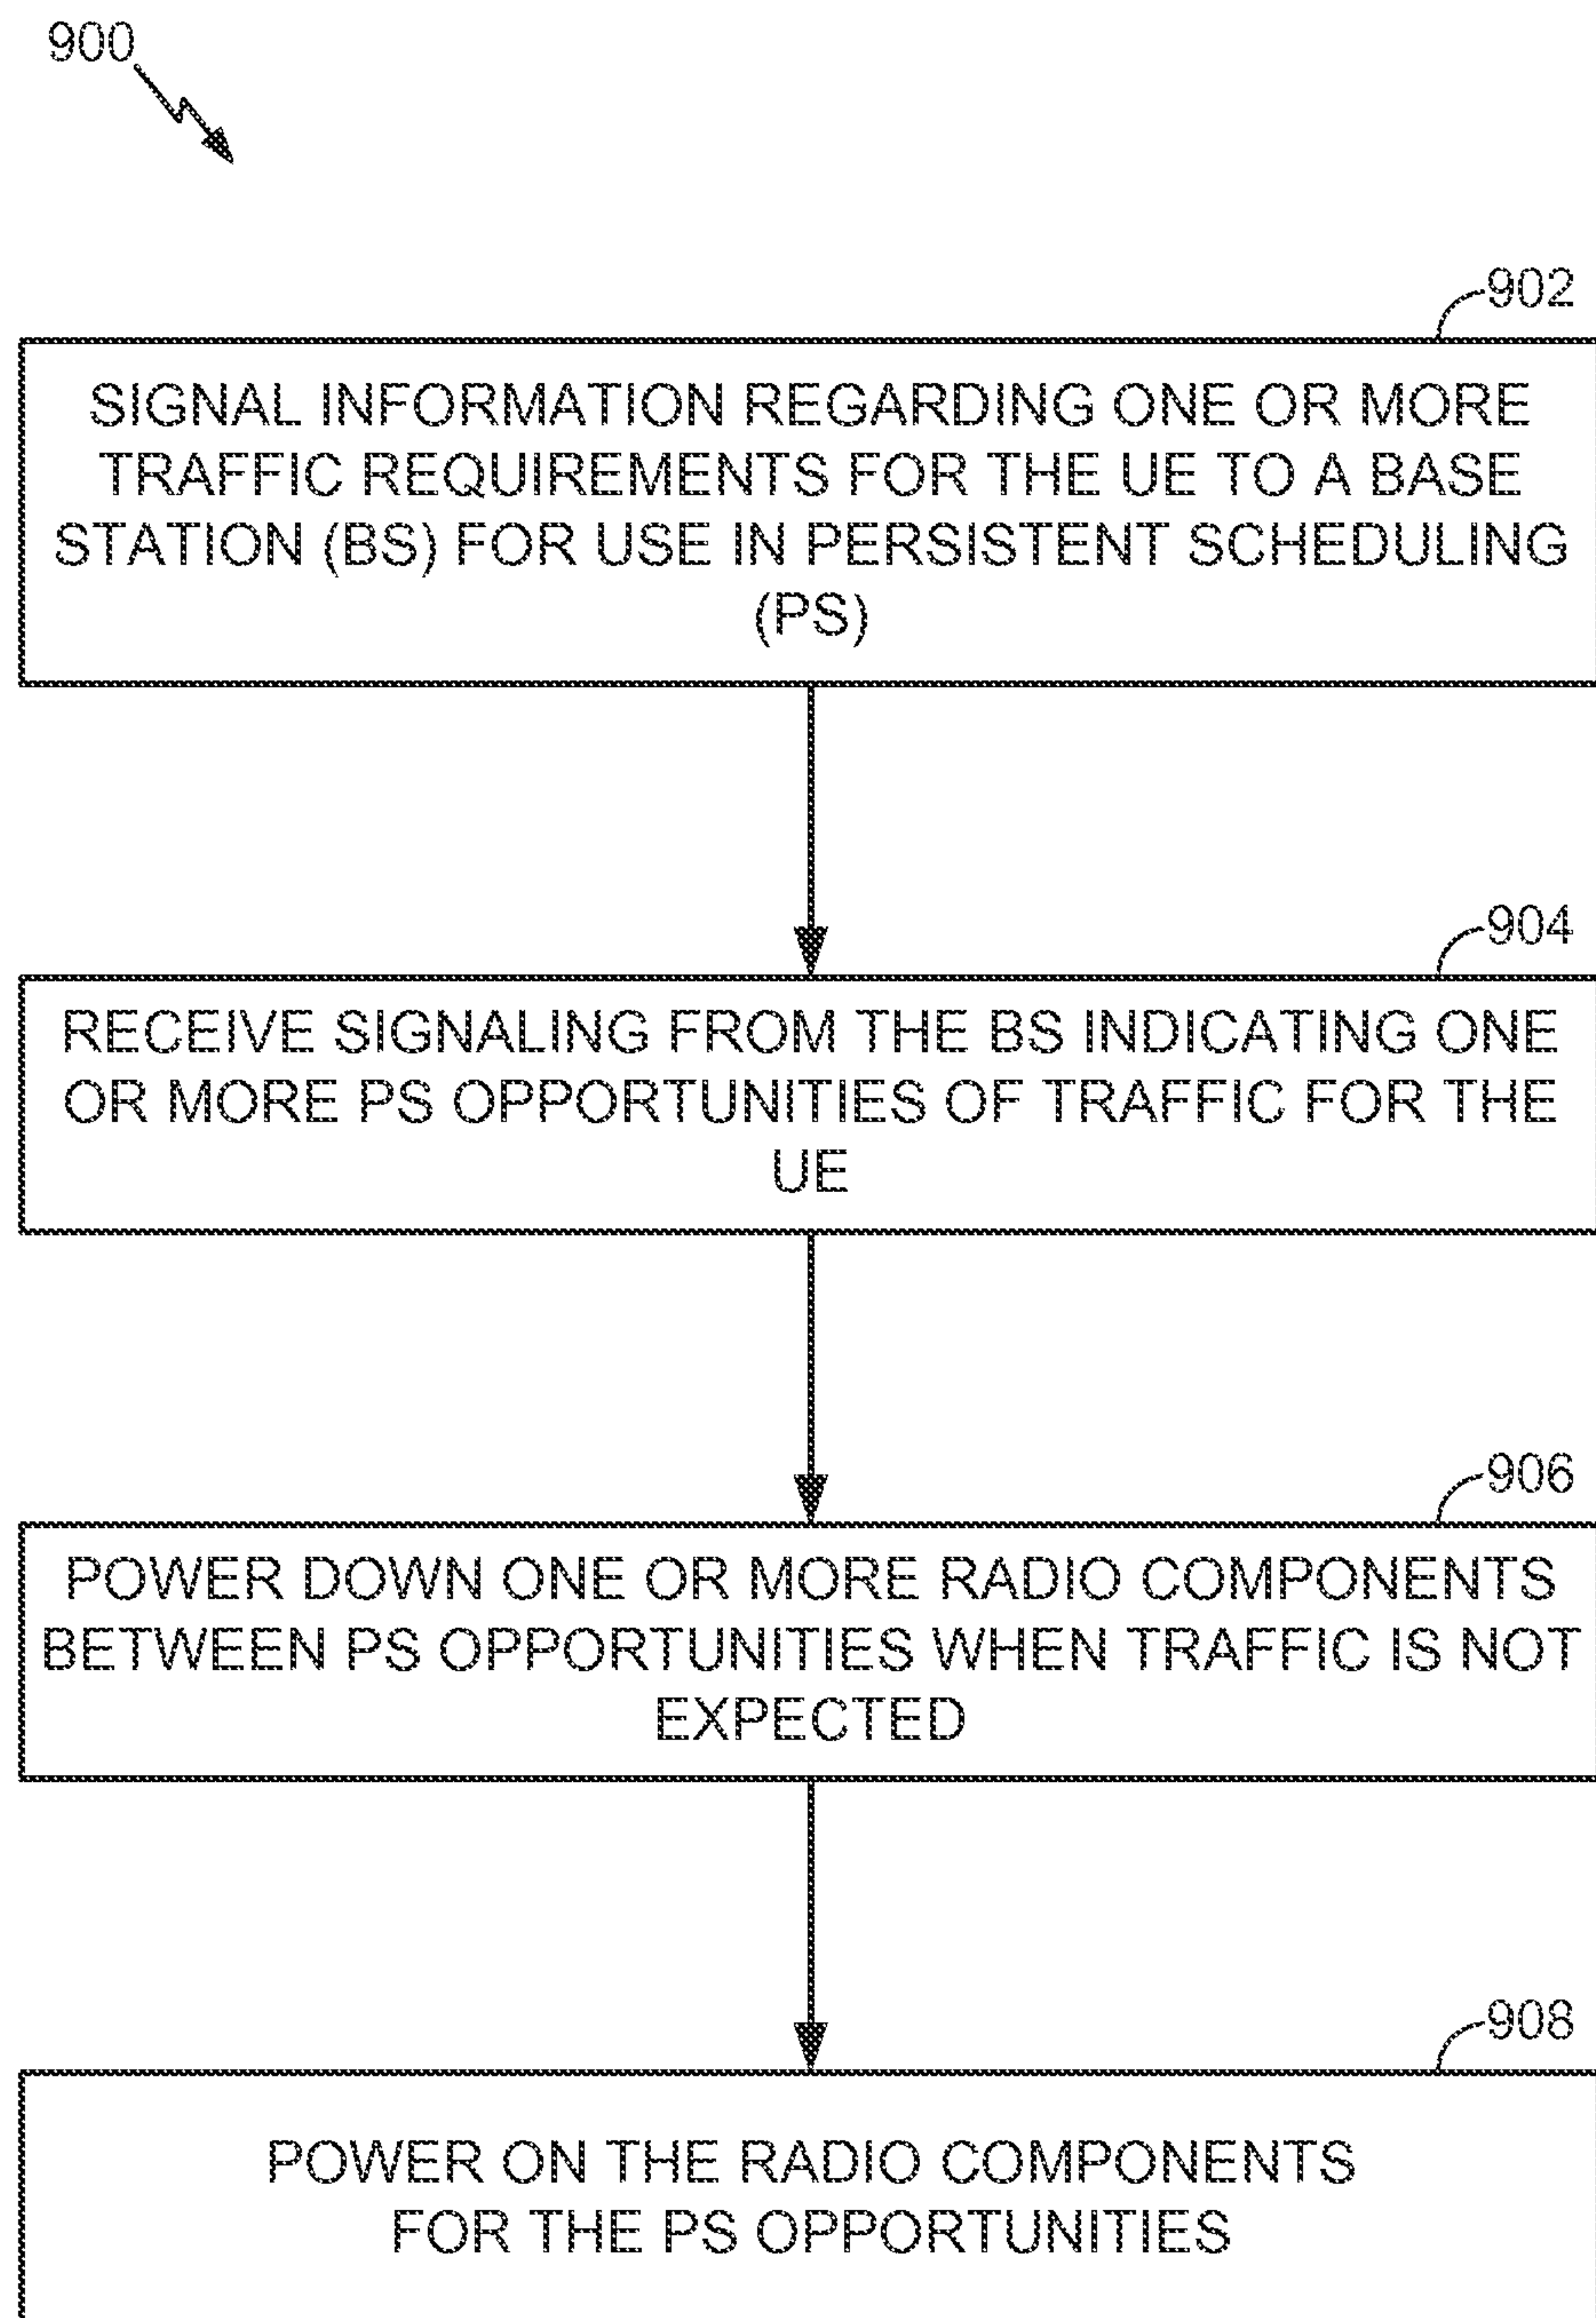 900
902
SIGNAL INFORMATION REGARDING ONE OR MORE
TRAFFIC REQUIREMENTS FOR THE UE TO A BASE
STATION (BS) FOR USE IN PERSISTENT SCHEDULING
(PS)
904
RECEIVE SIGNALING FROM THE BS INDICATING ONE
OR MORE PS OPPORTUNITIES OF TRAFFIC FOR THE
UE
906
POWER DOWN ONE OR MORE RADIO COMPONENTS
BETWEEN PS OPPORTUNITIES WHEN TRAFFIC IS NOT
EXPECTED
908
POWER ON THE RADIO COMPONENTS
FOR THE PS OPPORTUNITIES